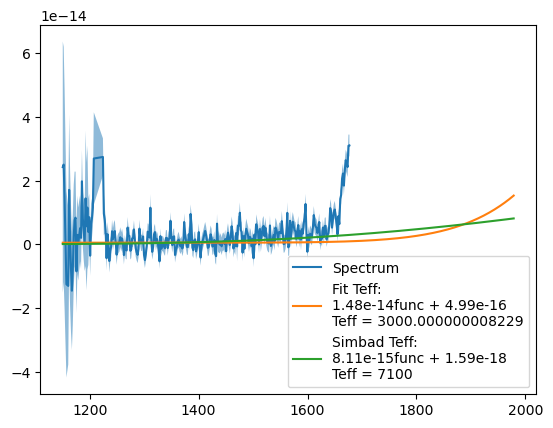 1e−14
6
4
2
0
−2
−4
1200
1400
1600
1800
2000
Spectrum
Fit Teff:
1.48e-14func + 4.99e-16
Teff = 3000.000000008229
Simbad Teff:
8.11e-15func + 1.59e-18
Teff = 7100